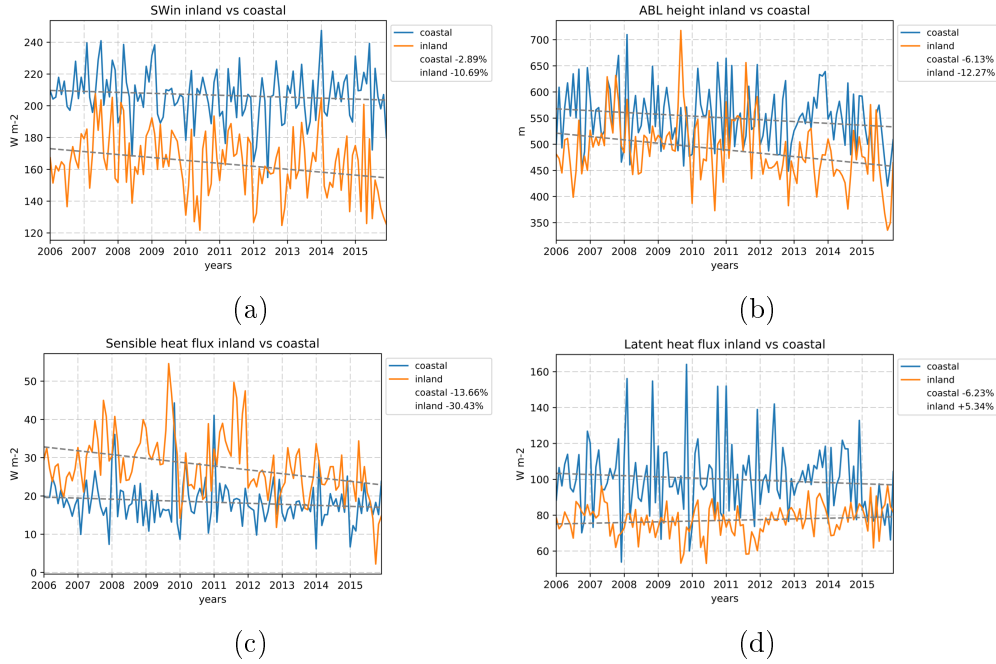 SWin inland vs coastal
coastal
inland
coastal -2.89%
inland -10.69%
W m-2
240
220
200
180
160
140
120
2006 2007 2008 2009 2010 2011 2012 2013 2014 2015
years
(a)
ABL height inland vs coastal
coastal
inland
coastal -6.13%
inland -12.27%
m
700
650
600
550
500
450
400
350
2006 2007 2008 2009 2010 2011 2012 2013 2014 2015
years
(b)
Sensible heat flux inland vs coastal
coastal
inland
coastal -13.66%
inland -30.43%
W m-2
50
40
30
20
10
0
2006 2007 2008 2009 2010 2011 2012 2013 2014 2015
years
(c)
Latent heat flux inland vs coastal
coastal
inland
coastal -6.23%
inland +5.34%
W m-2
160
140
120
100
80
60
2006 2007 2008 2009 2010 2011 2012 2013 2014 2015
years
(d)